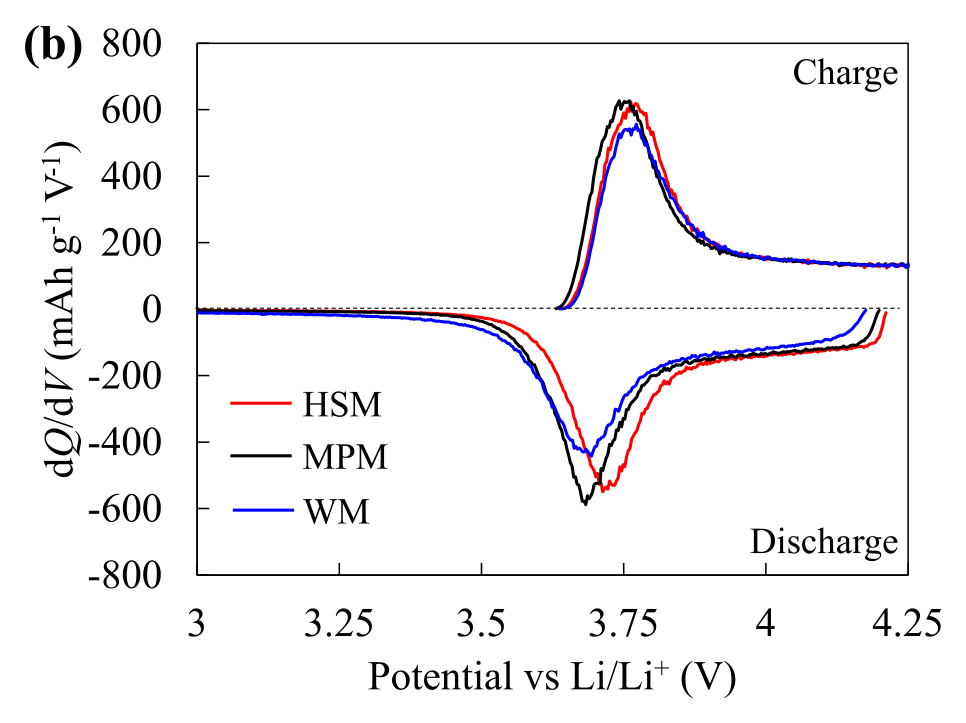 (b)
800
600
400
200
0
-200
-400
-600
-800
dQ/dV (mAh g⁻¹ V⁻¹)
Charge
HSM
MPM
WM
Discharge
3 3.25 3.5 3.75 4 4.25
Potential vs Li/Li⁺ (V)